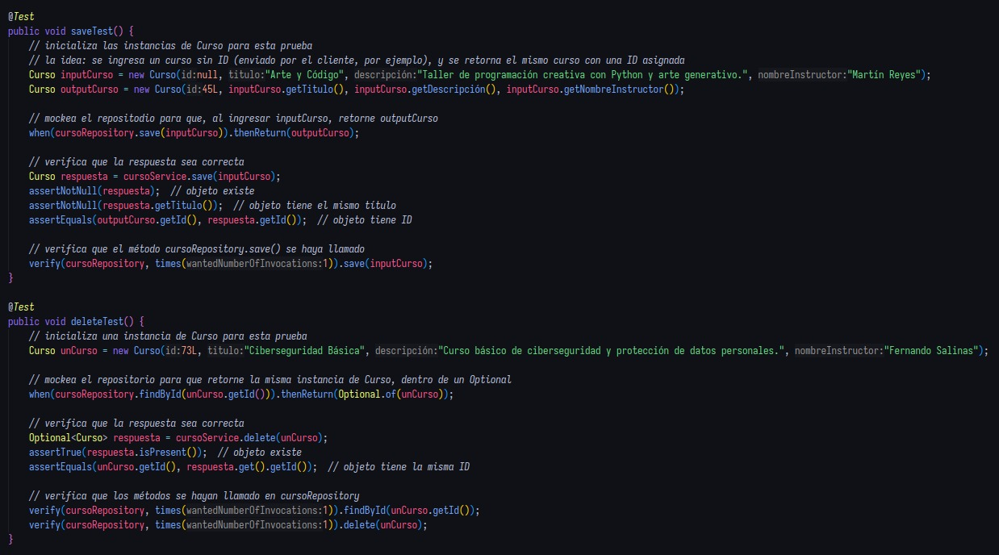 @Test
public void saveTest() {
// inicializa las instancias de Curso para esta prueba
// la idea: se ingresa un curso sin ID (enviado por el cliente, por ejemplo), y se retorna el mismo curso con una ID asignada
Curso inputCurso = new Curso(id:null, titulo:"Arte y Código", descripción:"Taller de programación creativa con Python y arte generativo.", nombreInstructor:"Martín Reyes");
Curso outputCurso = new Curso(id:45L, inputCurso.getTitulo(), inputCurso.getDescripción(), inputCurso.getNombreInstructor());
// mockea el repositodio para que, al ingresar inputCurso, retorne outputCurso
when(cursoRepository.save(inputCurso)).thenReturn(outputCurso);
// verifica que la respuesta sea correcta
Curso respuesta = cursoService.save(inputCurso);
assertNotNull(respuesta);  // objeto existe
assertNotNull(respuesta.getTitulo());  // objeto tiene el mismo título
assertEquals(outputCurso.getId(), respuesta.getId());  // objeto tiene ID
// verifica que el método cursoRepository.save() se haya llamado
verify(cursoRepository, times(wantedNumberOfInvocations:1)).save(inputCurso);
}
@Test
public void deleteTest() {
// inicializa una instancia de Curso para esta prueba
Curso unCurso = new Curso(id:73L, titulo:"Ciberseguridad Básica", descripción:"Curso básico de ciberseguridad y protección de datos personales.", nombreInstructor:"Fernando Salinas");
// mockea el repositorio para que retorne la misma instancia de Curso, dentro de un Optional
when(cursoRepository.findById(unCurso.getId())).thenReturn(Optional.of(unCurso));
// verifica que la respuesta sea correcta
Optional<Curso> respuesta = cursoService.delete(unCurso);
assertTrue(respuesta.isPresent());  // objeto existe
assertEquals(unCurso.getId(), respuesta.get().getId());  // objeto tiene la misma ID
// verifica que los métodos se hayan llamado en cursoRepository
verify(cursoRepository, times(wantedNumberOfInvocations:1)).findById(unCurso.getId());
verify(cursoRepository, times(wantedNumberOfInvocations:1)).delete(unCurso);
}